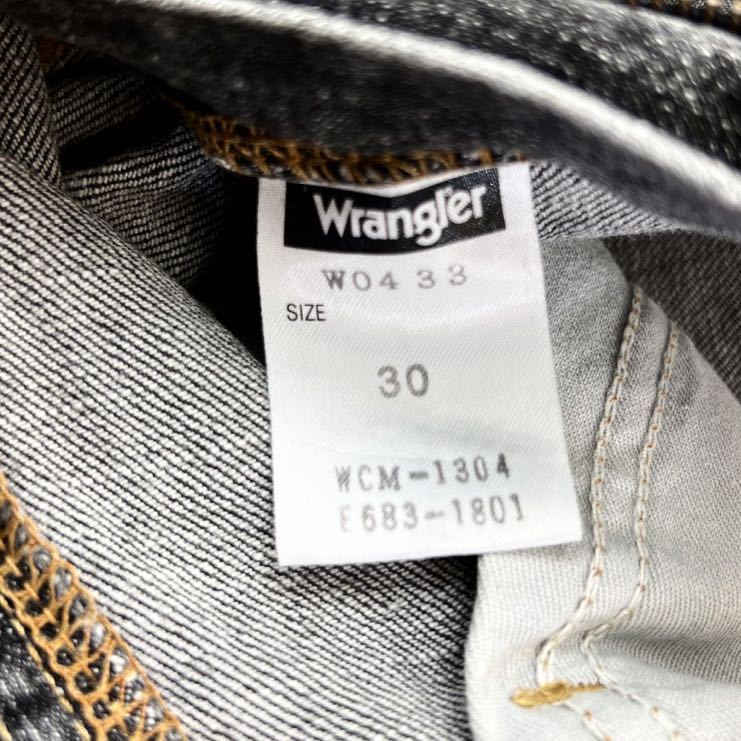 Wrangler
W0433
SIZE
30
WCM-1304
E683-1801